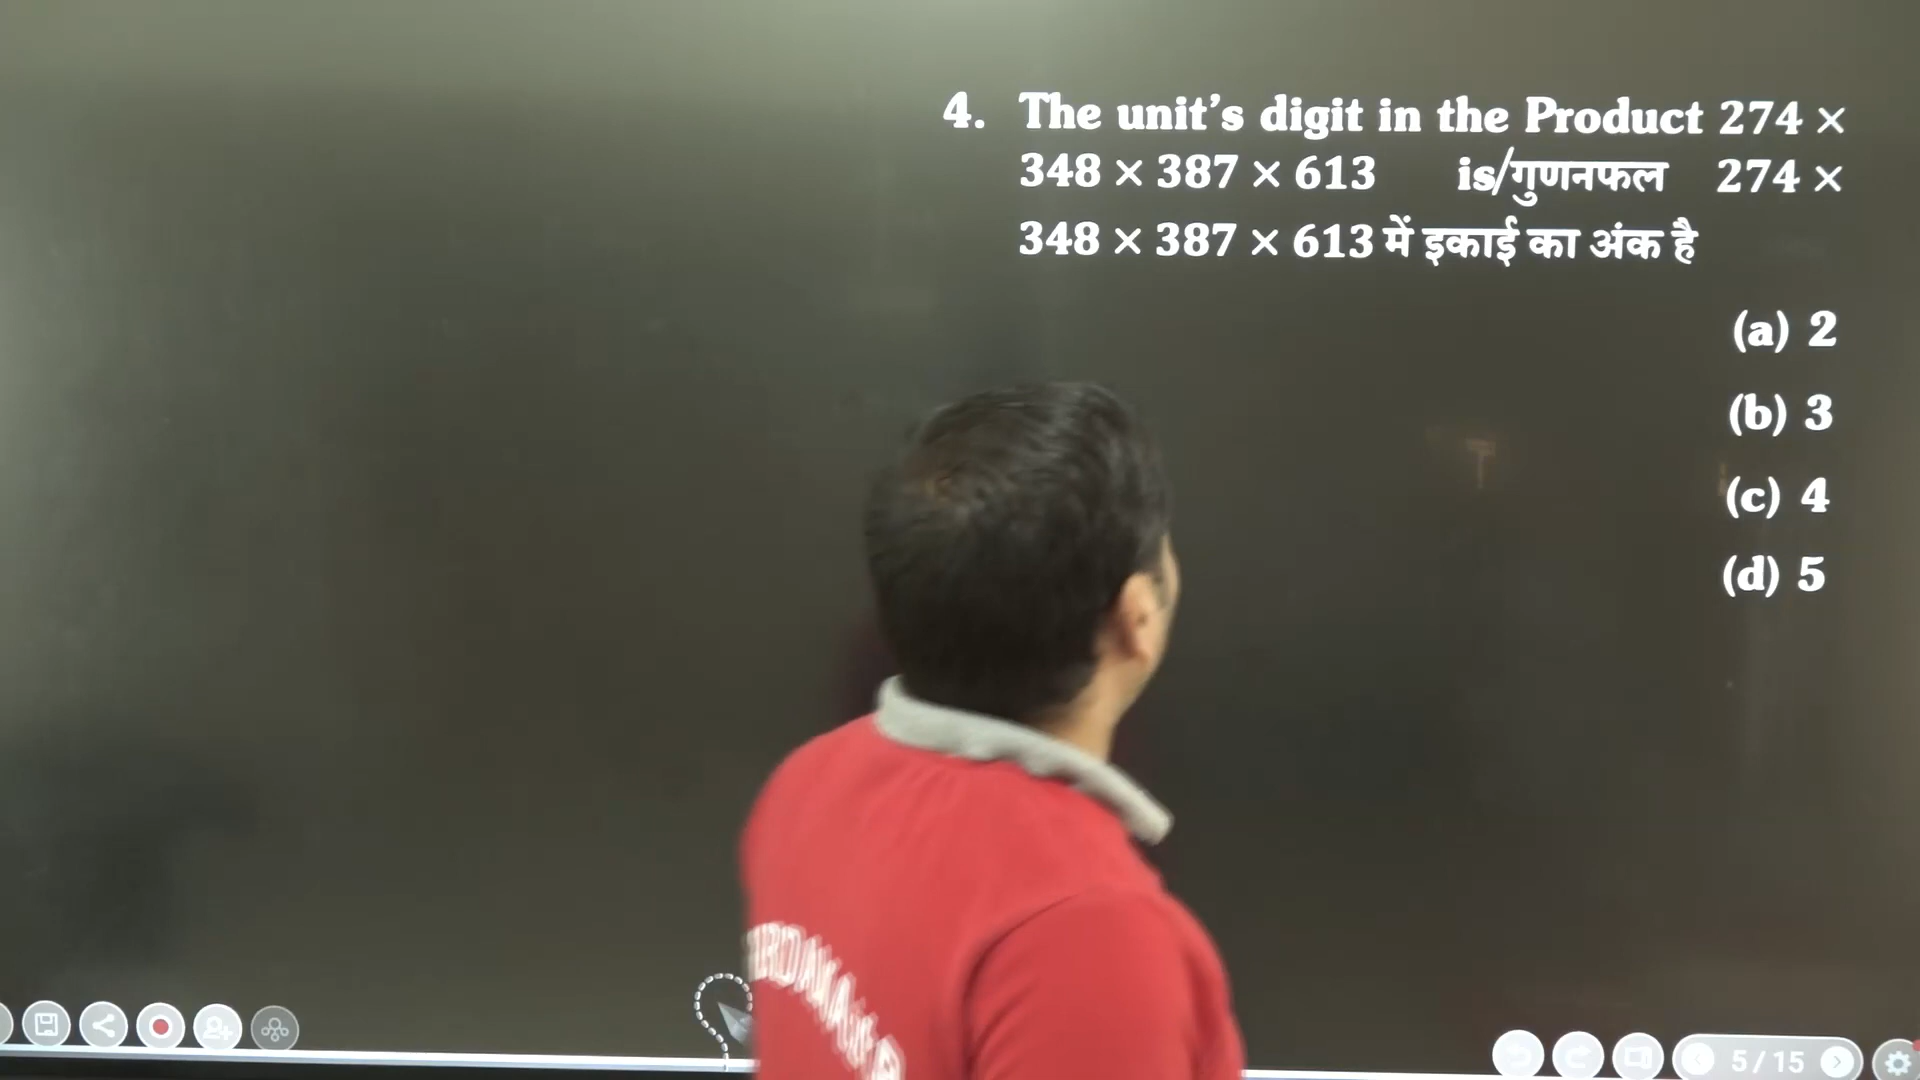 4. The unit's digit in the Product 274 ×
348 × 387 × 613 is/गुणनफल 274 ×
348 × 387 × 613 में इकाई का अंक है
(a) 2
(b) 3
(c) 4
(d) 5
5 / 15